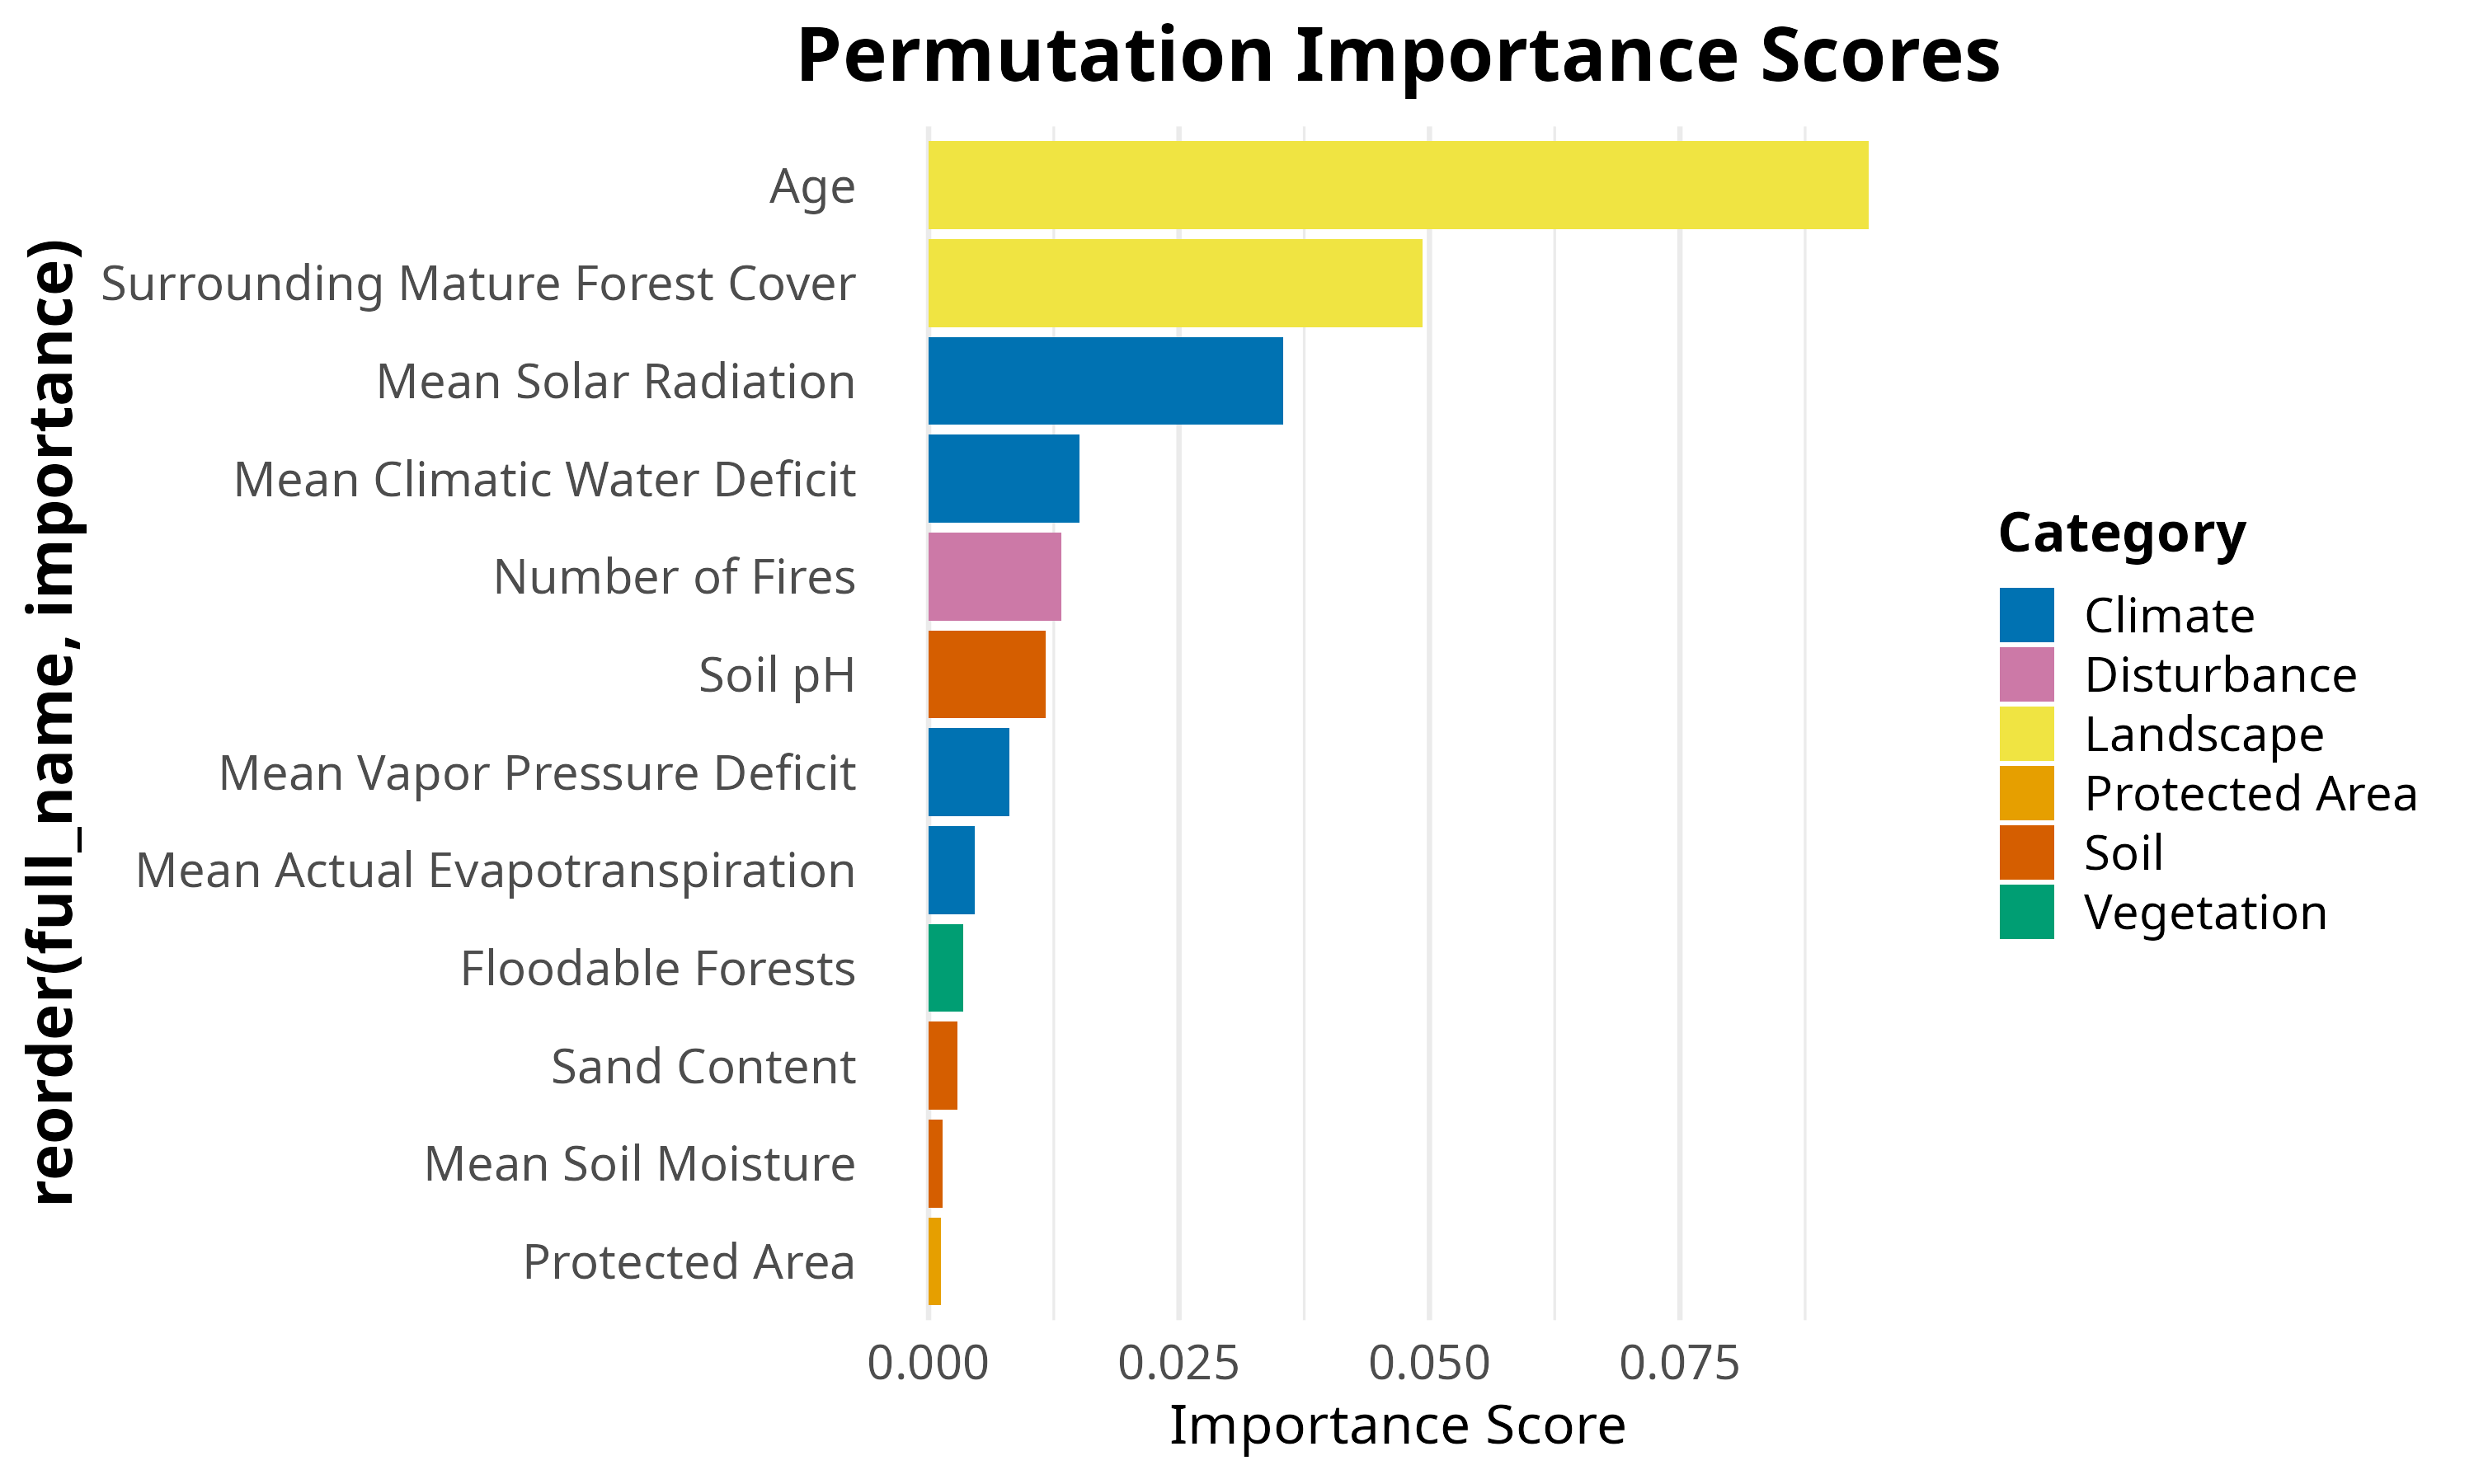 Permutation Importance Scores
reorder(full_name, importance)
Age
Surrounding Mature Forest Cover
Mean Solar Radiation
Mean Climatic Water Deficit
Number of Fires
Soil pH
Mean Vapor Pressure Deficit
Mean Actual Evapotranspiration
Floodable Forests
Sand Content
Mean Soil Moisture
Protected Area
0.000 0.025 0.050 0.075
Importance Score
Category
Climate
Disturbance
Landscape
Protected Area
Soil
Vegetation